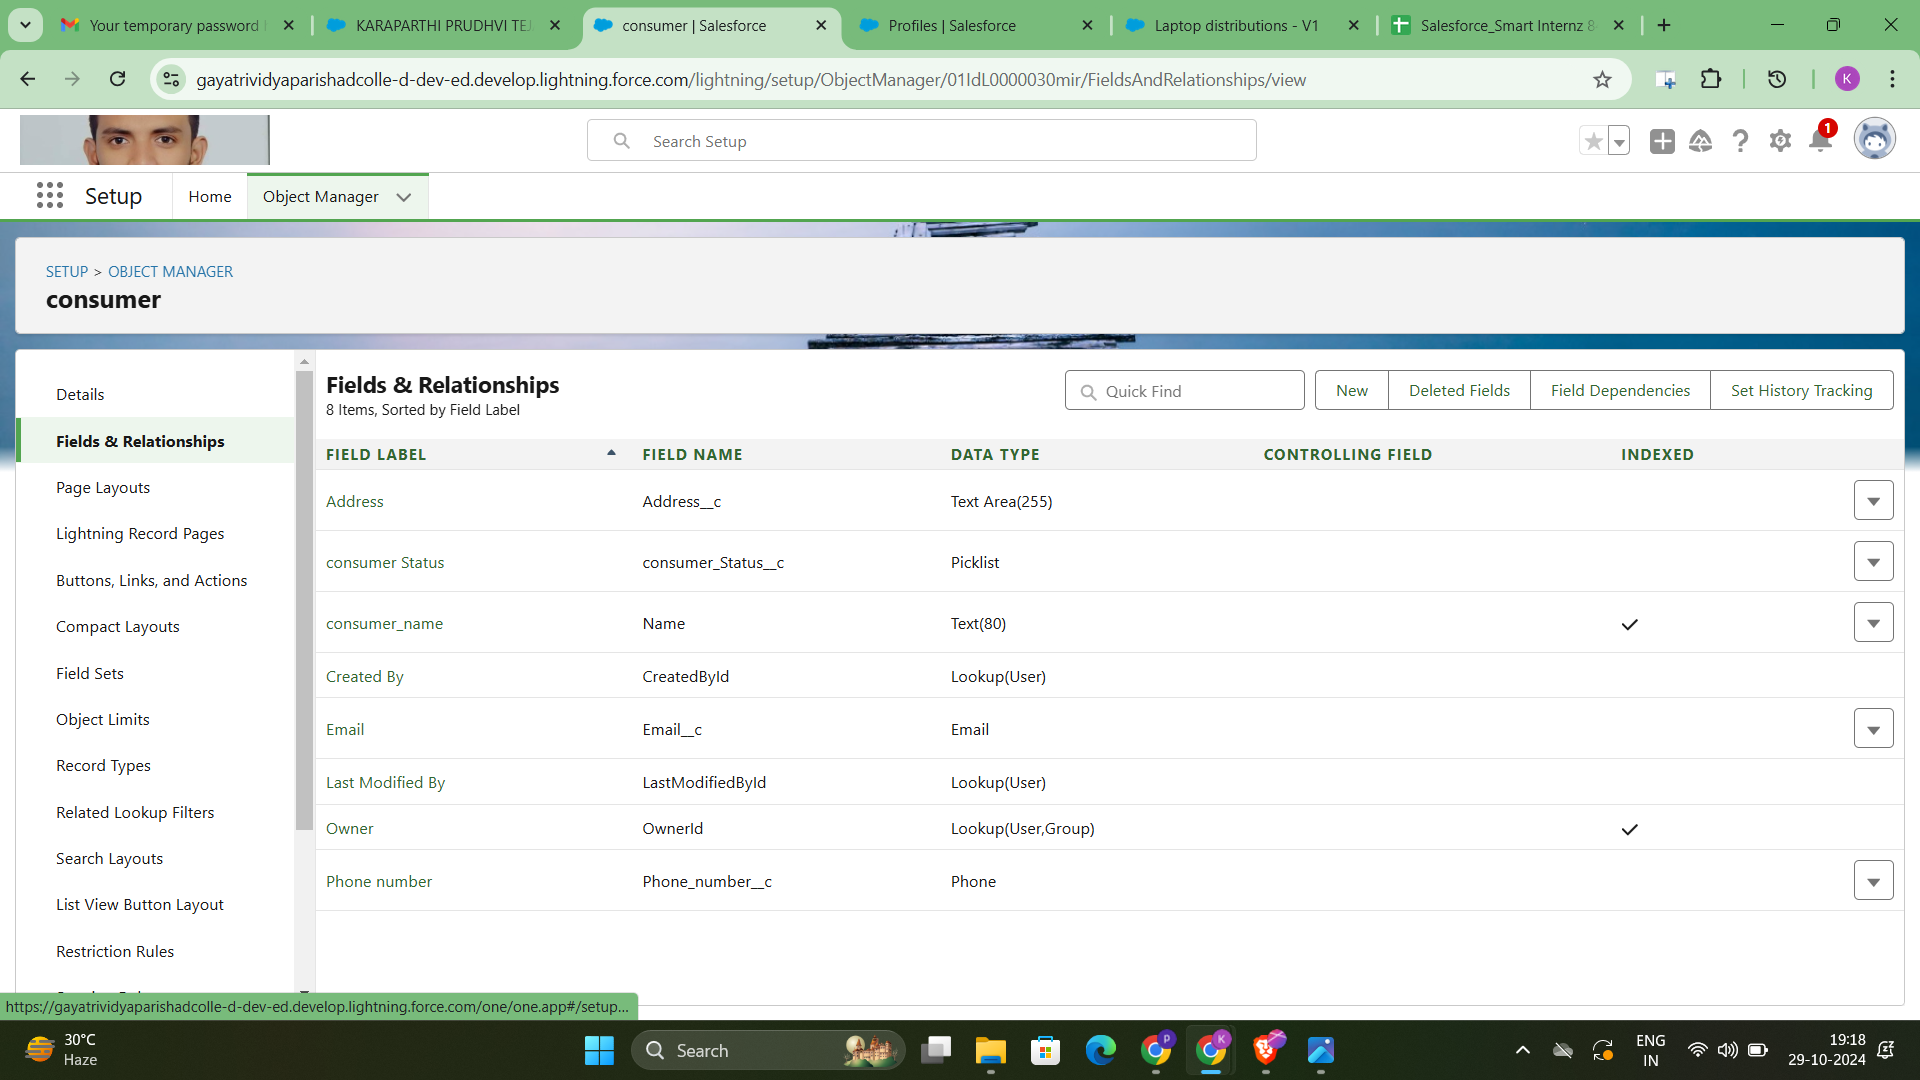 Your temporary password
KARAPARTHI PRUDHVI TEJ
consumer | Salesforce
Profiles | Salesforce
Laptop distributions - V1
Salesforce_Smart Internz 8
gayatrividyaparishadcolle-d-dev-ed.develop.lightning.force.com/lightning/setup/ObjectManager/01IdL0000030mir/FieldsAndRelationships/view
K
Search Setup
1
Setup
Home
Object Manager
SETUP > OBJECT MANAGER
consumer
Details
Fields & Relationships
Page Layouts
Lightning Record Pages
Buttons, Links, and Actions
Compact Layouts
Field Sets
Object Limits
Record Types
Related Lookup Filters
Search Layouts
List View Button Layout
Restriction Rules
Fields & Relationships
8 Items, Sorted by Field Label
Quick Find
New
Deleted Fields
Field Dependencies
Set History Tracking
FIELD LABEL FIELD NAME DATA TYPE CONTROLLING FIELD INDEXED
Address Address__c Text Area(255)
consumer Status consumer_Status__c Picklist
consumer_name Name Text(80)
Created By CreatedById Lookup(User)
Email Email__c Email
Last Modified By LastModifiedById Lookup(User)
Owner OwnerId Lookup(User,Group)
Phone number Phone_number__c Phone
https://gayatrividyaparishadcolle-d-dev-ed.develop.lightning.force.com/one/one.app#/setup...
30°C
Haze
Search
P
K
ENG
IN
19:18
29-10-2024